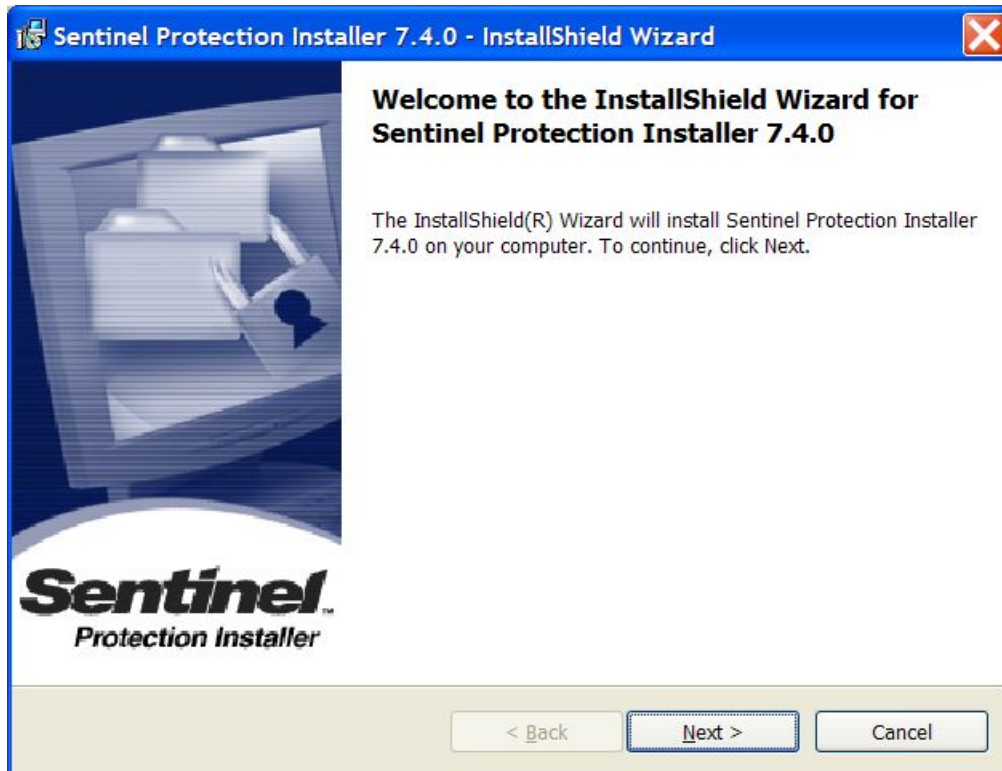 Sentinel Protection Installer 7.4.0 - InstallShield Wizard
Welcome to the InstallShield Wizard for
Sentinel Protection Installer 7.4.0
The InstallShield(R) Wizard will install Sentinel Protection Installer
7.4.0 on your computer. To continue, click Next.
Sentinel™
Protection Installer
< Back
Next >
Cancel